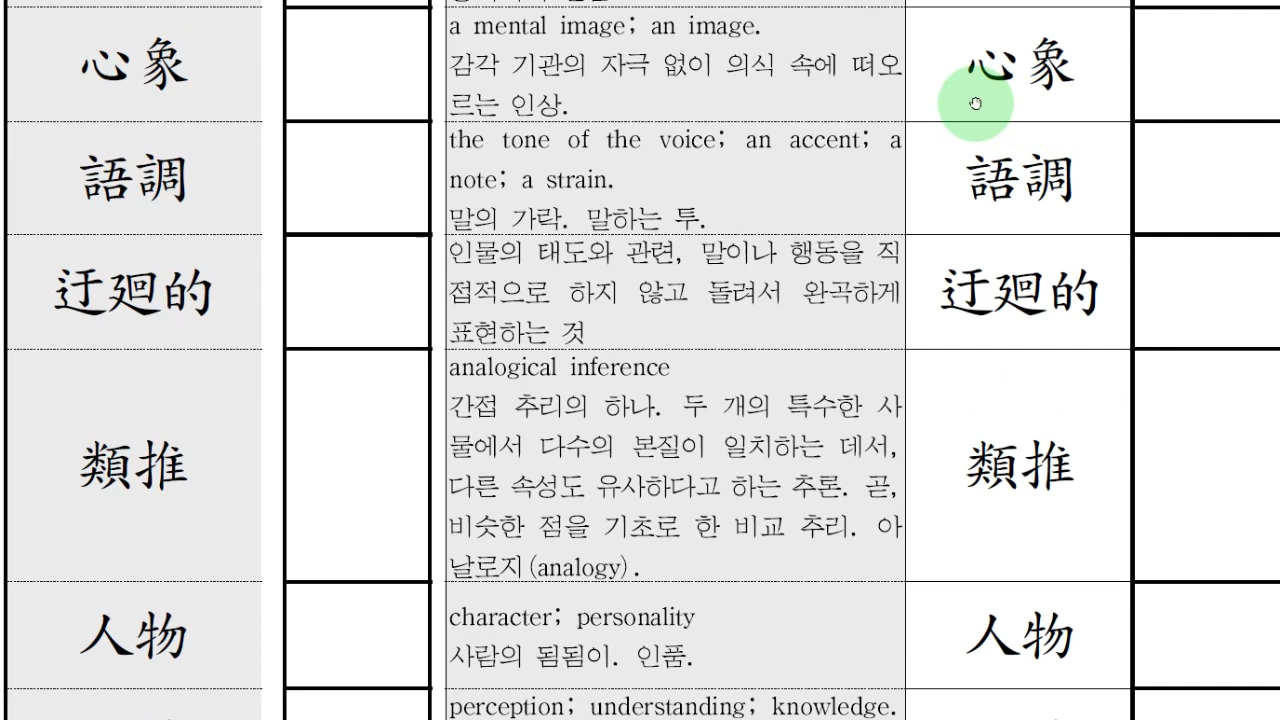 心象
a mental image; an image.
감각 기관의 자극 없이 의식 속에 떠오
르는 인상.
心象
語調
the tone of the voice; an accent; a
note; a strain.
말의 가락. 말하는 투.
語調
迂廻的
인물의 태도와 관련, 말이나 행동을 직
접적으로 하지 않고 돌려서 완곡하게
표현하는 것
迂廻的
類推
analogical inference
간접 추리의 하나. 두 개의 특수한 사
물에서 다수의 본질이 일치하는 데서,
다른 속성도 유사하다고 하는 추론. 곧,
비슷한 점을 기초로 한 비교 추리. 아
날로지(analogy).
類推
人物
character; personality
사람의 됨됨이. 인품.
人物
perception; understanding; knowledge.